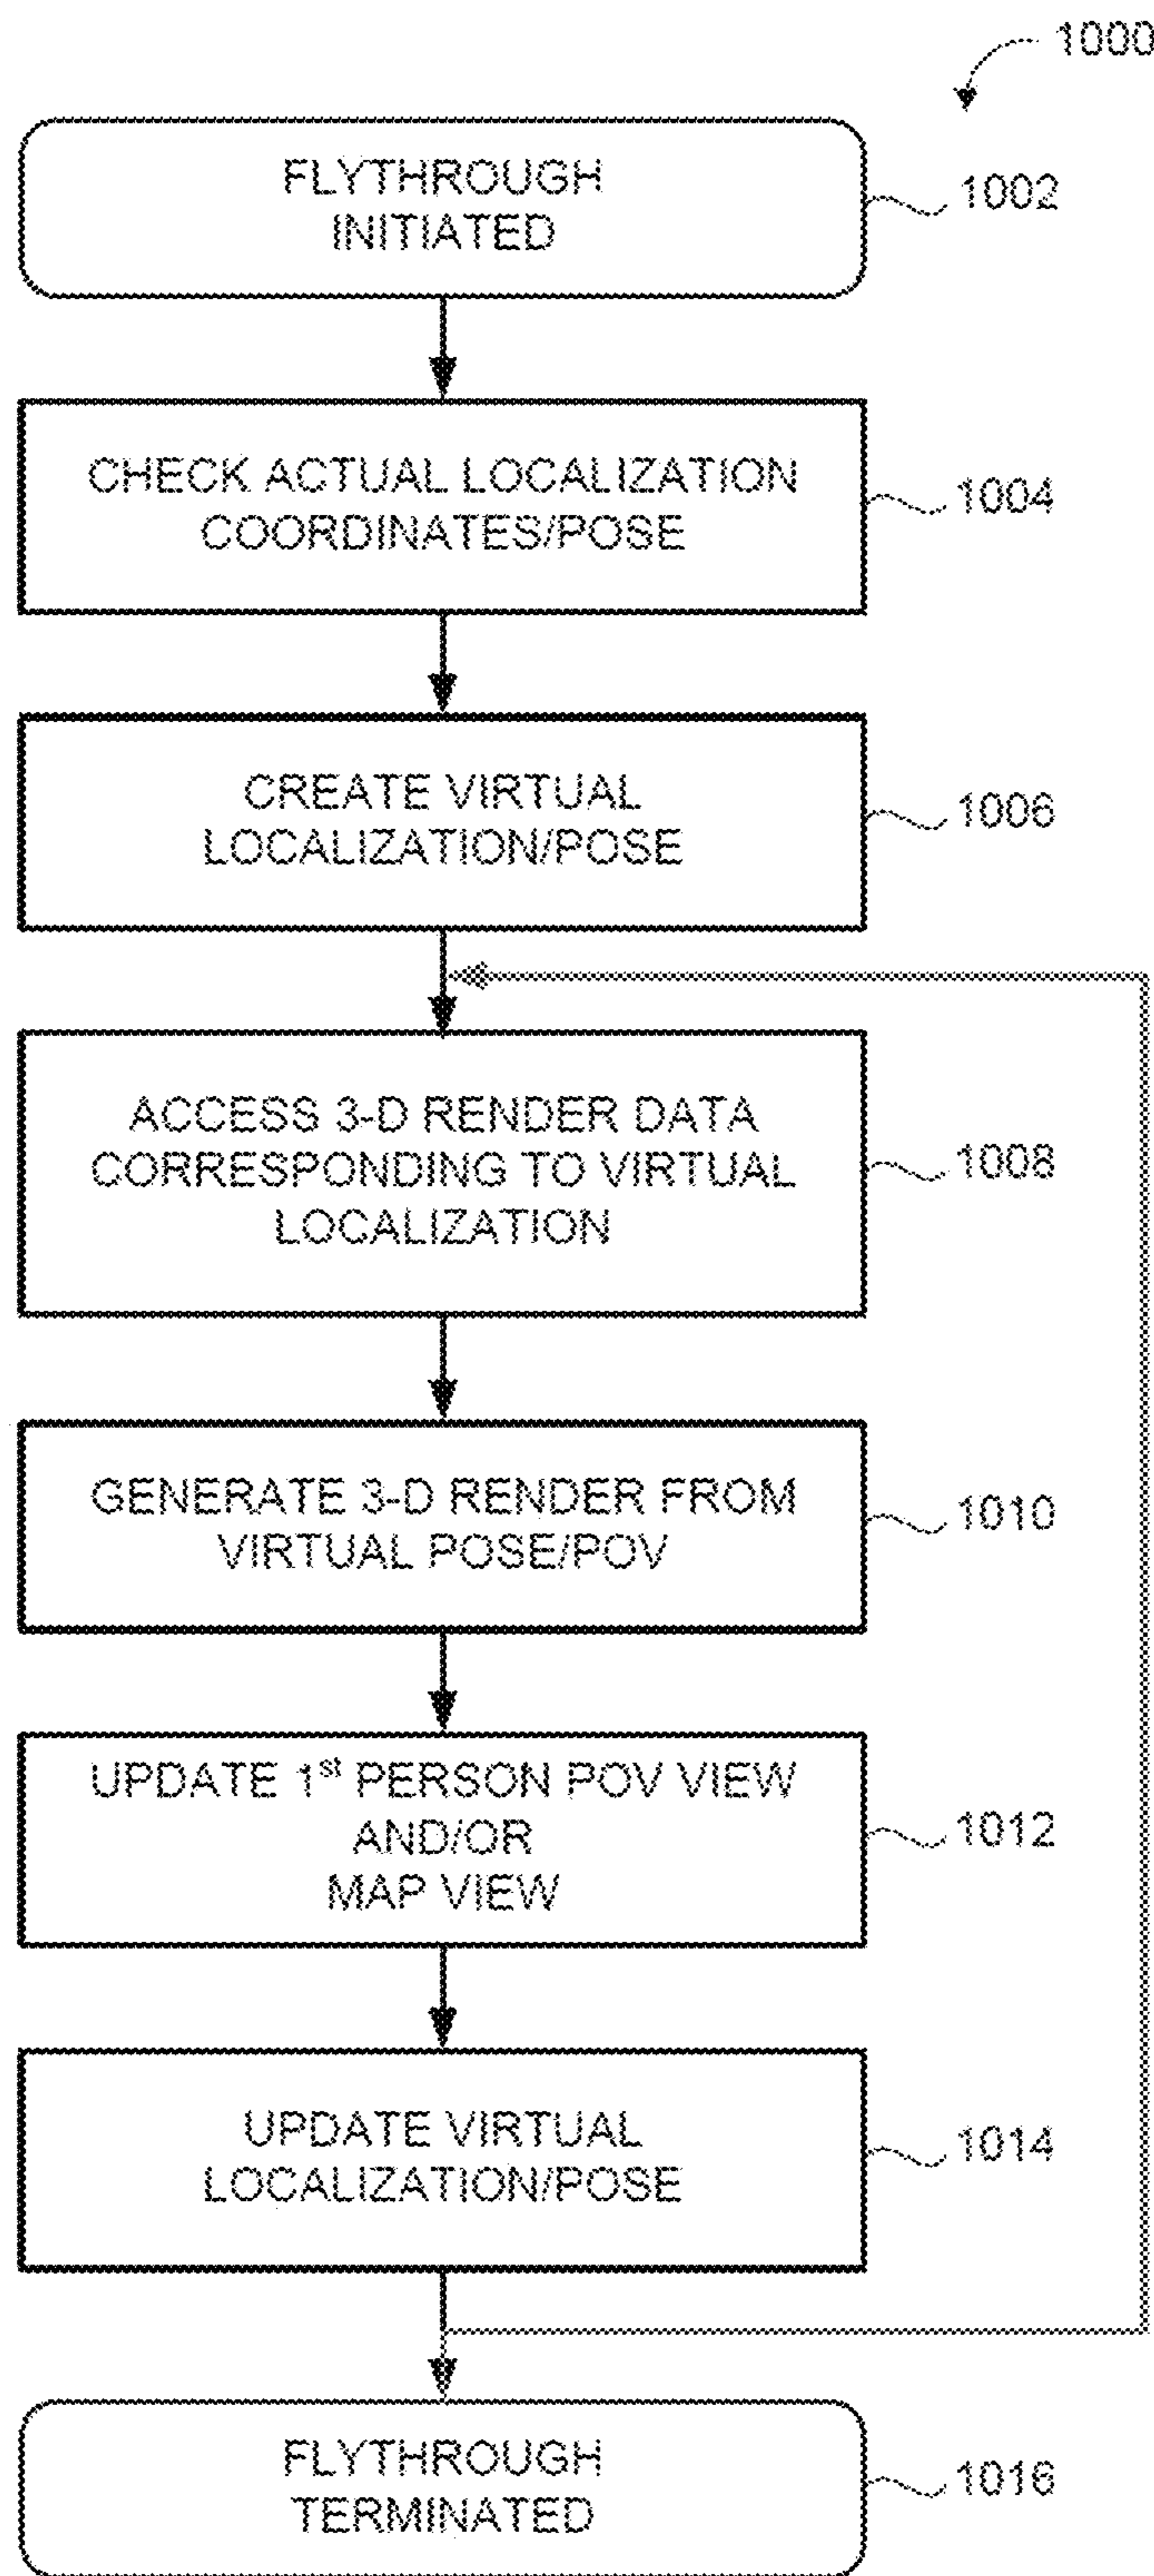 1000
FLYTHROUGH
INITIATED
1002
CHECK ACTUAL LOCALIZATION
COORDINATES/POSE
1004
CREATE VIRTUAL
LOCALIZATION/POSE
1006
ACCESS 3-D RENDER DATA
CORRESPONDING TO VIRTUAL
LOCALIZATION
1008
GENERATE 3-D RENDER FROM
VIRTUAL POSE/POV
1010
UPDATE 1st PERSON POV VIEW
AND/OR
MAP VIEW
1012
UPDATE VIRTUAL
LOCALIZATION/POSE
1014
FLYTHROUGH
TERMINATED
1016